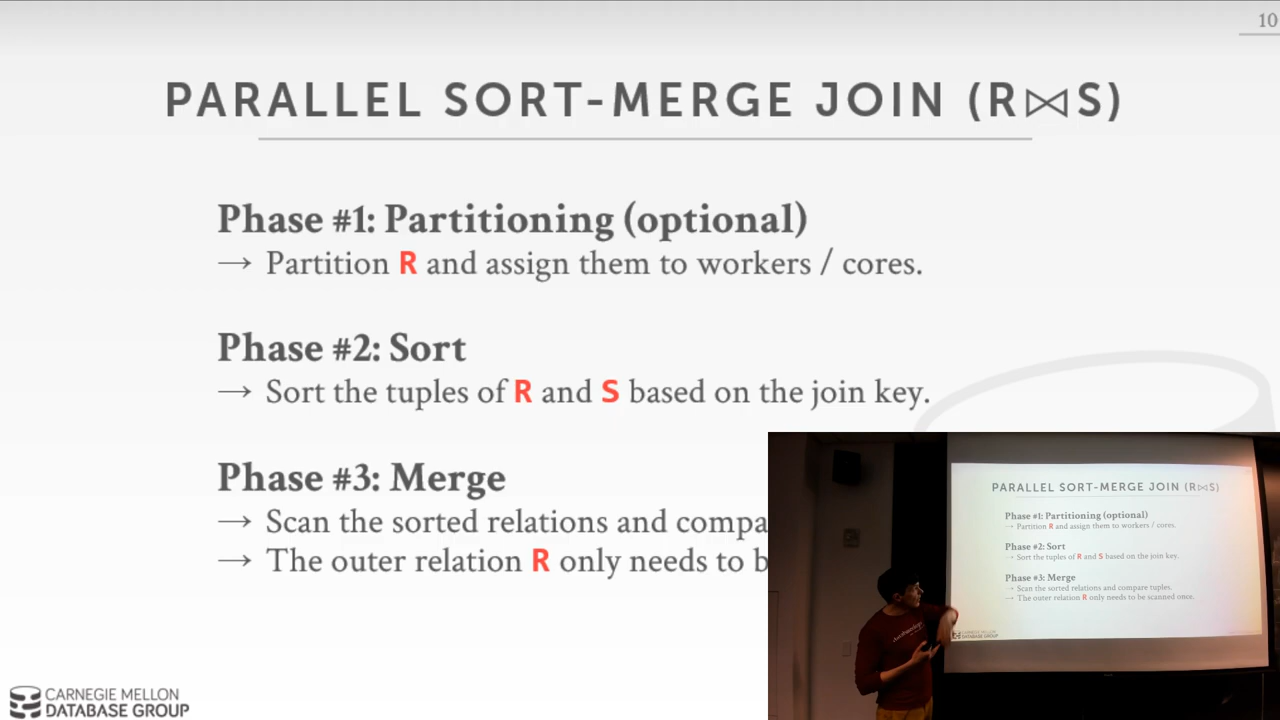 10
PARALLEL SORT-MERGE JOIN (R⋈S)
Phase #1: Partitioning (optional)
→ Partition R and assign them to workers / cores.
Phase #2: Sort
→ Sort the tuples of R and S based on the join key.
Phase #3: Merge
→ Scan the sorted relations and compa
→ The outer relation R only needs to b
CARNEGIE MELLON
DATABASE GROUP
PARALLEL SORT-MERGE JOIN (R⋈S)
Phase #1: Partitioning (optional)
→ Partition R and assign them to workers / cores.
Phase #2: Sort
→ Sort the tuples of R and S based on the join key.
Phase #3: Merge
→ Scan the sorted relations and compare tuples.
→ The outer relation R only needs to be scanned once.
CARNEGIE MELLON
DATABASE GROUP